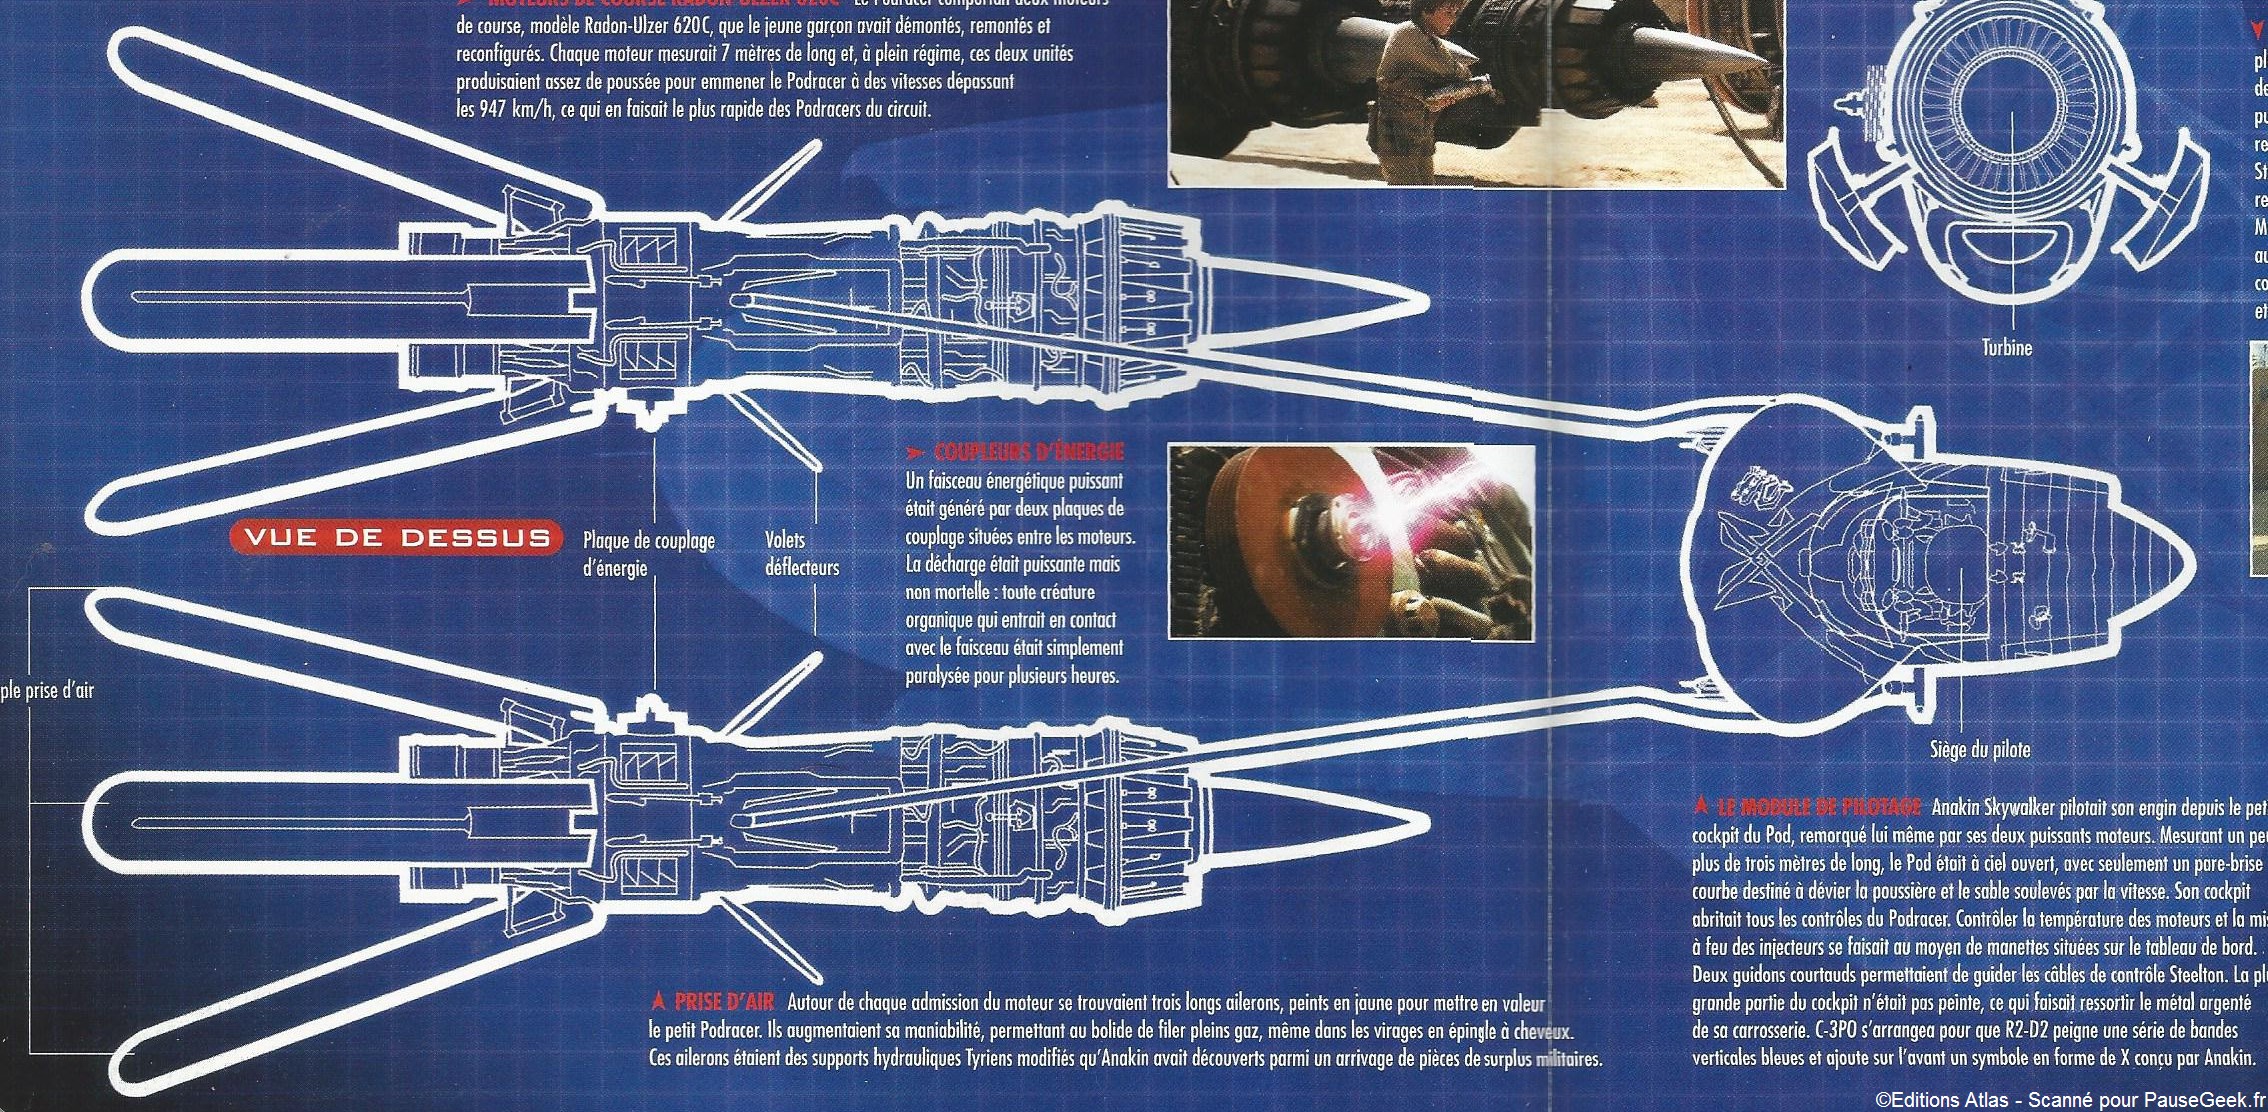 MOTEURS DE COURSE RADON-ULZER 620C Le Podracer comportait deux moteurs
de course, modèle Radon-Ulzer 620C, que le jeune garçon avait démontés, remontés et
reconfigurés. Chaque moteur mesurait 7 mètres de long et, à plein régime, ces deux unités
produisaient assez de poussée pour emmener le Podracer à des vitesses dépassant
les 947 km/h, ce qui en faisait le plus rapide des Podracers du circuit.
Turbine
COUPLEURS D'ÉNERGIE
Un faisceau énergétique puissant
était généré par deux plaques de
couplage situées entre les moteurs.
La décharge était puissante mais
non mortelle : toute créature
organique qui entrait en contact
avec le faisceau était simplement
paralysée pour plusieurs heures.
VUE DE DESSUS
Plaque de couplage
d'énergie
Volets
déflecteurs
ple prise d'air
Siège du pilote
LE MODULE DE PILOTAGE Anakin Skywalker pilotait son engin depuis le pet
cockpit du Pod, remorqué lui même par ses deux puissants moteurs. Mesurant un pe
plus de trois mètres de long, le Pod était à ciel ouvert, avec seulement un pare-brise
courbe destiné à dévier la poussière et le sable soulevés par la vitesse. Son cockpit
abritait tous les contrôles du Podracer. Contrôler la température des moteurs et la mi
à feu des injecteurs se faisait au moyen de manettes situées sur le tableau de bord.
Deux guidons courtauds permettaient de guider les câbles de contrôle Steelton. La pl
grande partie du cockpit n'était pas peinte, ce qui faisait ressortir le métal argenté
de sa carrosserie. C-3PO s'arrangea pour que R2-D2 peigne une série de bandes
verticales bleues et ajoute sur l'avant un symbole en forme de X conçu par Anakin.
PRISE D'AIR Autour de chaque admission du moteur se trouvaient trois longs ailerons, peints en jaune pour mettre en valeur
le petit Podracer. Ils augmentaient sa maniabilité, permettant au bolide de filer pleins gaz, même dans les virages en épingle à cheveux.
Ces ailerons étaient des supports hydrauliques Tyriens modifiés qu'Anakin avait découverts parmi un arrivage de pièces de surplus militaires.
pl
de
pu
re
St
re
M
au
co
et
©Editions Atlas - Scanné pour PauseGeek.fr